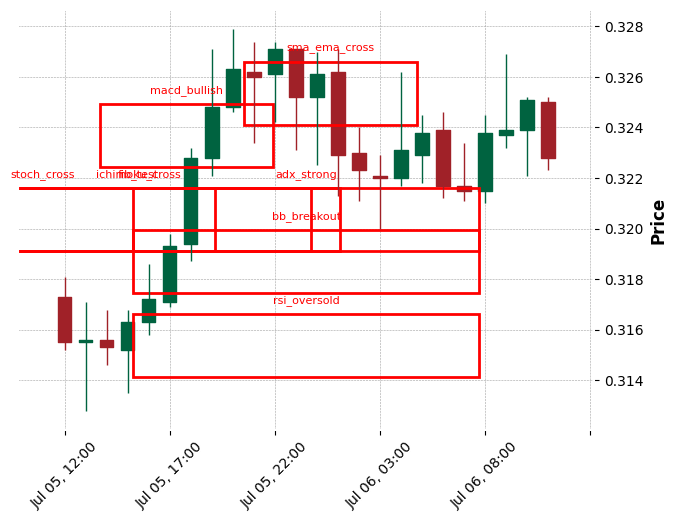 sma_ema_cross
macd_bullish
stoch_cross
adx_strong
bb_breakout
rsi_oversold
0.328
0.326
0.324
0.322
0.320
0.318
0.316
0.314
Price
Jul 05, 12:00
Jul 05, 17:00
Jul 05, 22:00
Jul 06, 03:00
Jul 06, 08:00